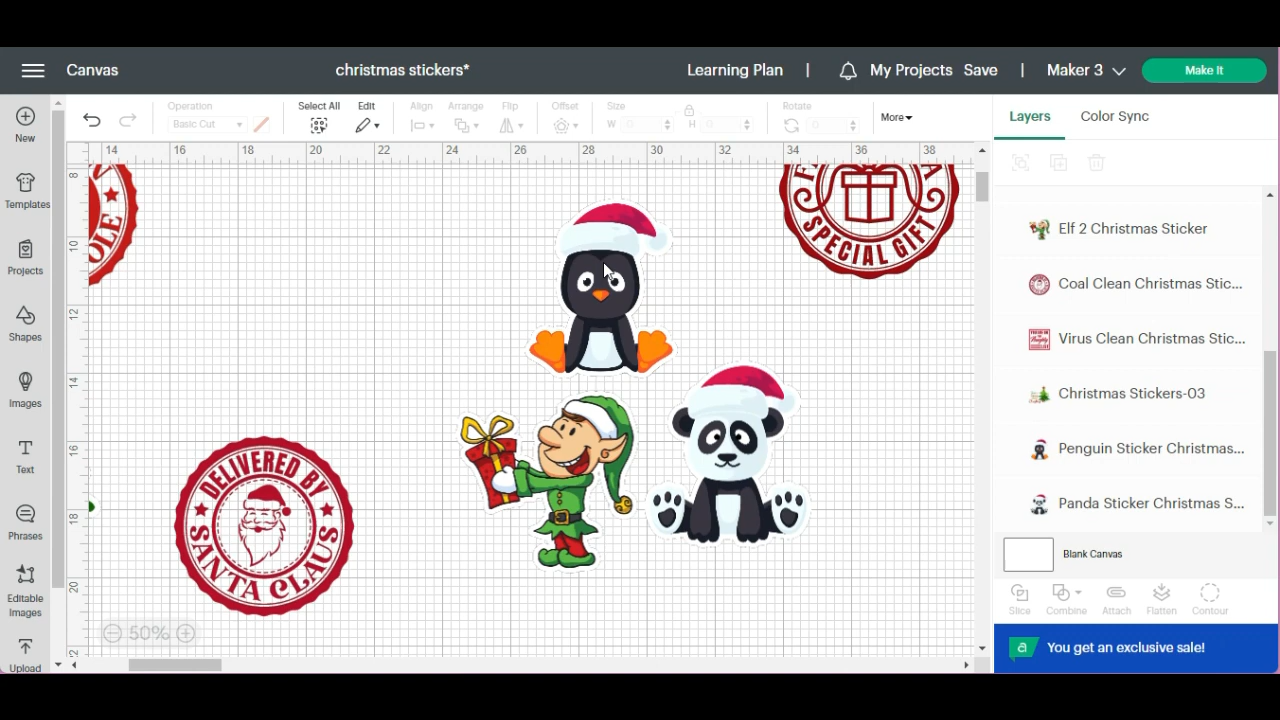 Canvas
christmas stickers*
Learning Plan
|
My Projects
Save
|
Maker 3
Make It
New
Templates
Projects
Shapes
Images
Text
Phrases
Editable
Images
Upload
Operation
Basic Cut
Select All
Edit
Align
Arrange
Flip
Offset
Size
W 0
H 0
Rotate
0
More
14 16 18 20 22 24 26 28 30 32 34 36 38
8
10
12
14
16
18
20
OLE
SPECIAL GIFT
DELIVERED BY
SANTA CLAUS
50%
Layers
Color Sync
Elf 2 Christmas Sticker
Coal Clean Christmas Stic...
Virus Clean Christmas Stic...
Christmas Stickers-03
Penguin Sticker Christmas...
Panda Sticker Christmas S...
Blank Canvas
Slice
Combine
Attach
Flatten
Contour
a
You get an exclusive sale!